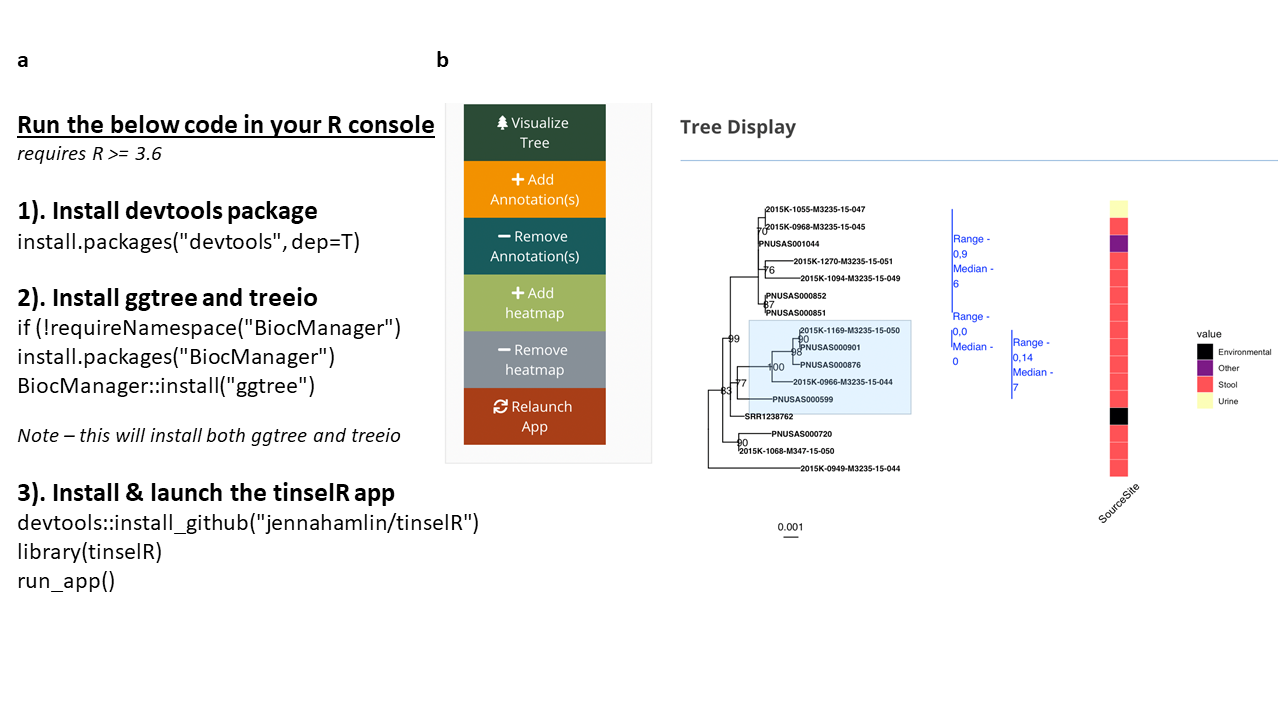 a
Run the below code in your R console
requires R >= 3.6
1). Install devtools package
install.packages("devtools", dep=T)
2). Install ggtree and treeio
if (!requireNamespace("BiocManager")
install.packages("BiocManager")
BiocManager::install("ggtree")
Note – this will install both ggtree and treeio
3). Install & launch the tinselR app
devtools::install_github("jennahamlin/tinselR")
library(tinselR)
run_app()
b
Visualize
Tree
Add
Annotation(s)
Remove
Annotation(s)
Add
heatmap
Remove
heatmap
Relaunch
App
Tree Display
2015K-1055-M3235-15-047
70
2015K-0968-M3235-15-045
PNUSAS001044
2015K-1270-M3235-15-051
76
2015K-1094-M3235-15-049
PNUSAS000852
87
PNUSAS000851
2015K-1169-M3235-15-050
90
99
PNUSAS000901
98
PNUSAS000876
100
2015K-0966-M3235-15-044
77
83
PNUSAS000599
SRR1238762
PNUSAS000720
90
2015K-1068-M347-15-050
2015K-0949-M3235-15-044
0.001
Range -
0,9
Median -
6
Range -
0,0
Median -
0
Range -
0,14
Median -
7
SourceSite
value
Environmental
Other
Stool
Urine